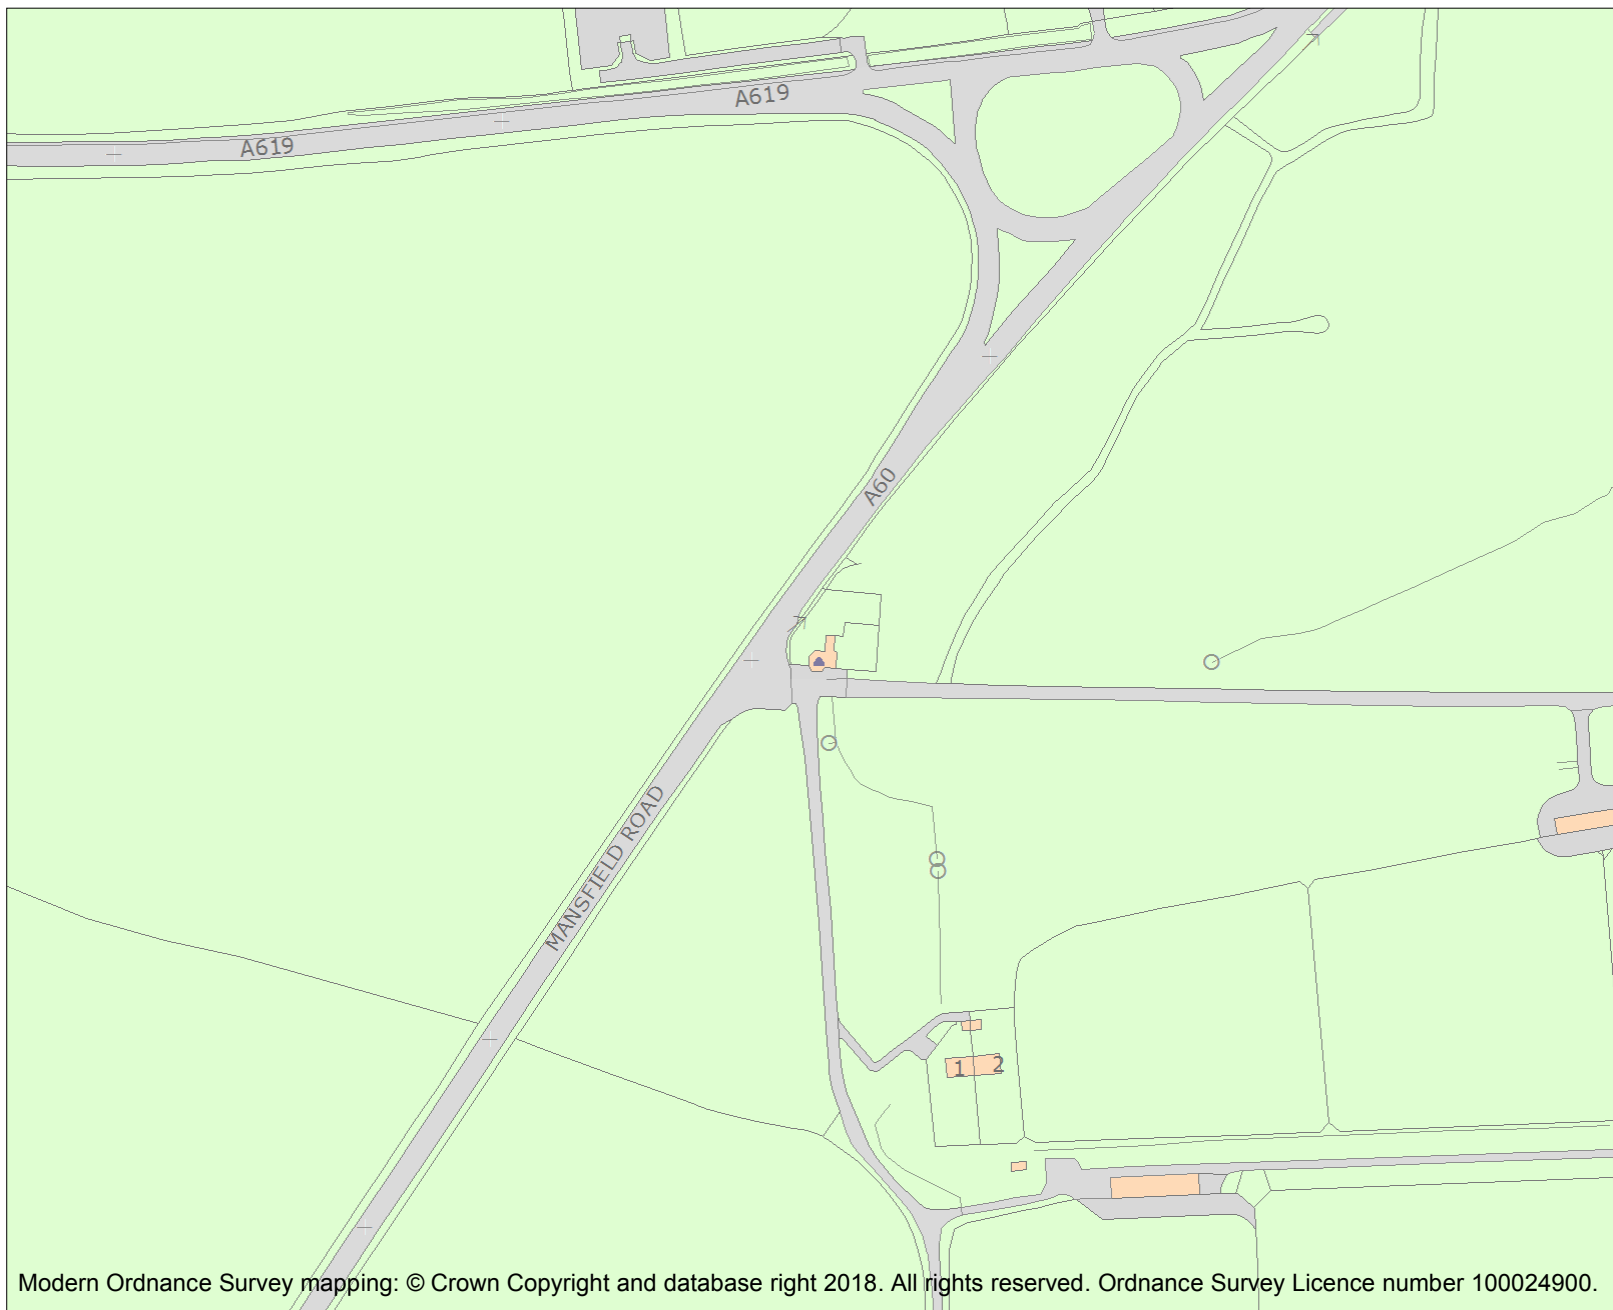 A619
A619
A60
MANSFIELD ROAD
1 2
Modern Ordnance Survey mapping: © Crown Copyright and database right 2018. All rights reserved. Ordnance Survey Licence number 100024900.